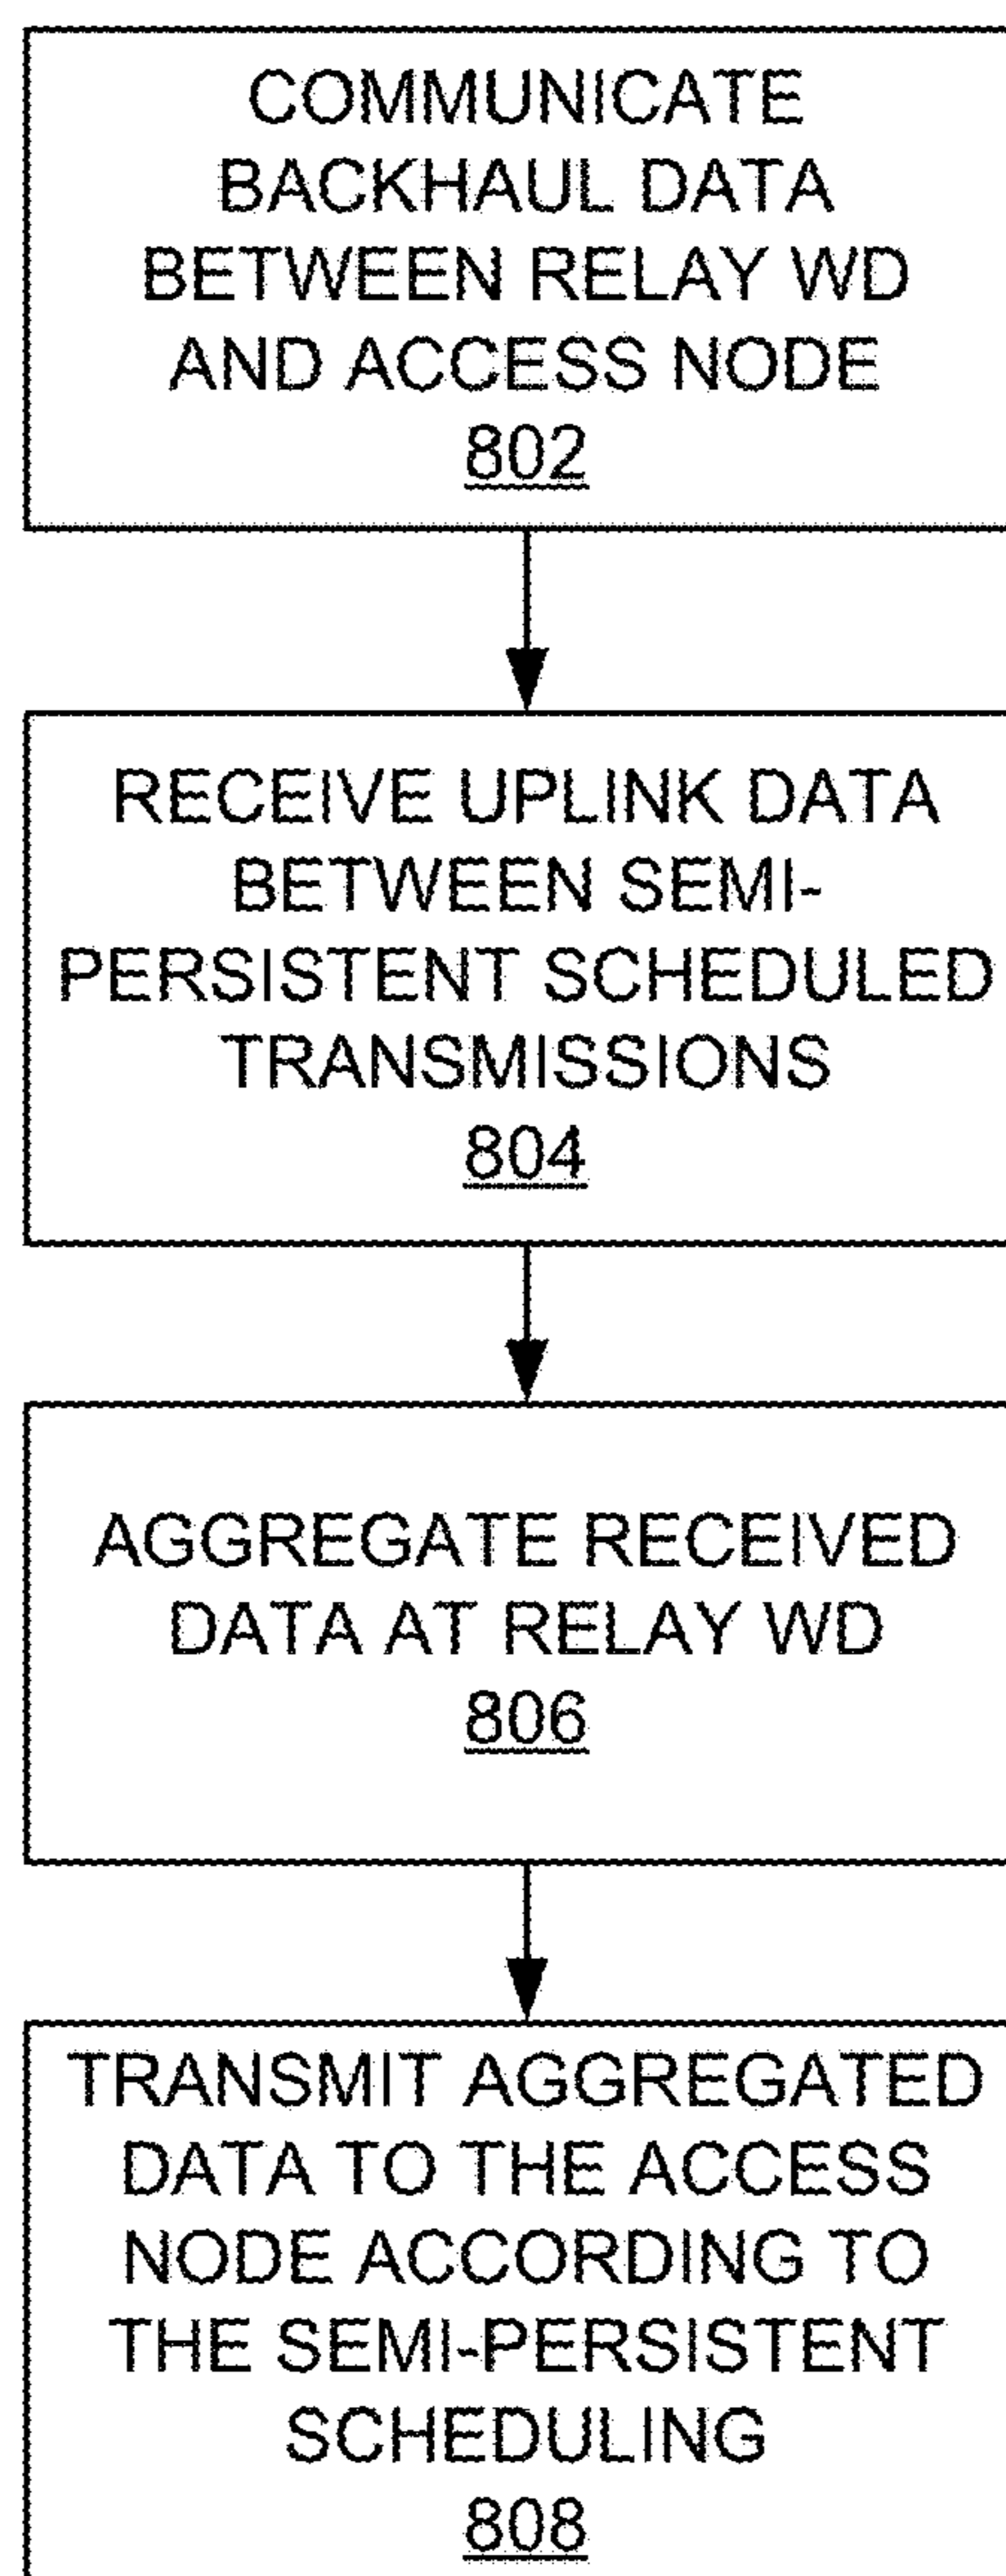 COMMUNICATE
BACKHAUL DATA
BETWEEN RELAY WD
AND ACCESS NODE
802
RECEIVE UPLINK DATA
BETWEEN SEMI-
PERSISTENT SCHEDULED
TRANSMISSIONS
804
AGGREGATE RECEIVED
DATA AT RELAY WD
806
TRANSMIT AGGREGATED
DATA TO THE ACCESS
NODE ACCORDING TO
THE SEMI-PERSISTENT
SCHEDULING
808